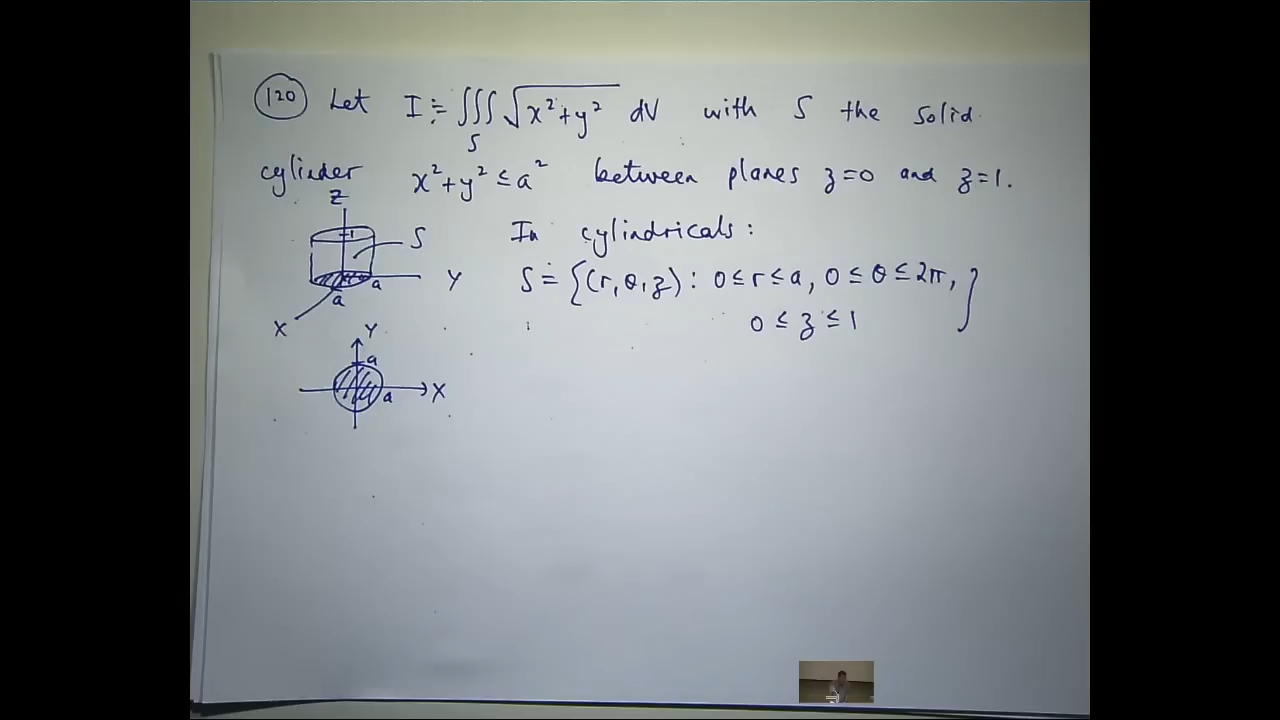 120 Let I ≐ ∭_S √(x²+y²) dV with S the solid
cylinder x²+y² ≤ a² between planes z=0 and z=1.
Z
1
S
In cylindricals:
S ≐ {(r, θ, z) : 0 ≤ r ≤ a, 0 ≤ θ ≤ 2π,
0 ≤ z ≤ 1 }
Y
a
a
X
Y
a
a
X